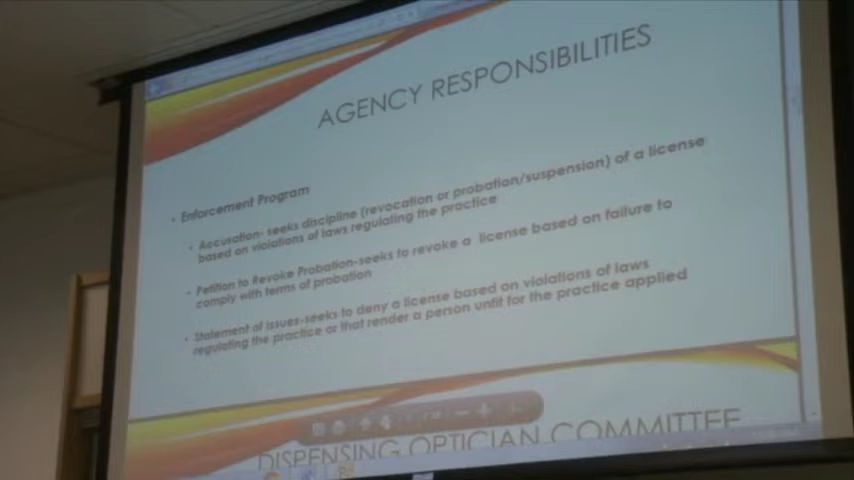 AGENCY RESPONSIBILITIES
• Enforcement Program
• Accusation- seeks discipline (revocation or probation/suspension) of a license
based on violations of laws regulating the practice
• Petition to Revoke Probation-seeks to revoke a license based on failure to
comply with terms of probation
• Statement of Issues-seeks to deny a license based on violations of laws
regulating the practice or that render a person unfit for the practice applied
DISPENSING OPTICIAN COMMITTEE